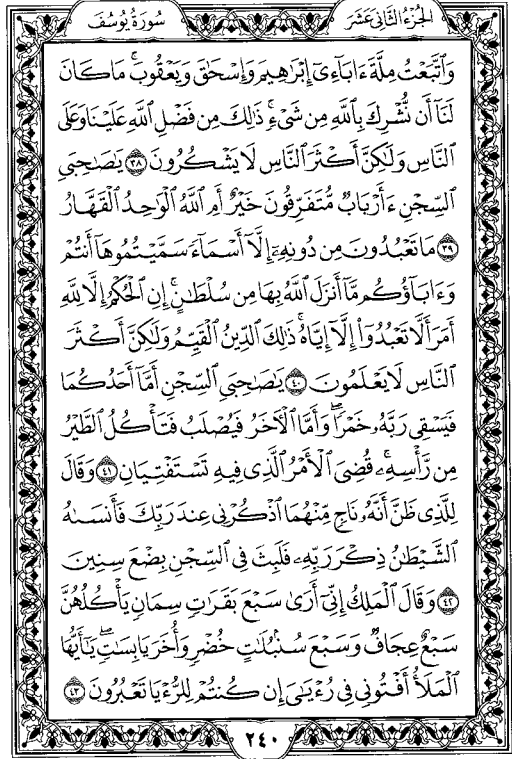 الجزء الثاني عشر
سورة يوسف
وَٱتَّبَعْتُ مِلَّةَ ءَابَآءِىٓ إِبْرَٰهِيمَ وَإِسْحَٰقَ وَيَعْقُوبَ ۚ مَا كَانَ
لَنَآ أَن نُّشْرِكَ بِٱللَّهِ مِن شَىْءٍ ۚ ذَٰلِكَ مِن فَضْلِ ٱللَّهِ عَلَيْنَا وَعَلَى
ٱلنَّاسِ وَلَٰكِنَّ أَكْثَرَ ٱلنَّاسِ لَا يَشْكُرُونَ ٣٨ يَٰصَىٰحِبَىِ
ٱلسِّجْنِ ءَأَرْبَابٌ مُّتَفَرِّقُونَ خَيْرٌ أَمِ ٱللَّهُ ٱلْوَٰحِدُ ٱلْقَهَّارُ
٣٩ مَا تَعْبُدُونَ مِن دُونِهِۦٓ إِلَّآ أَسْمَآءً سَمَّيْتُمُوهَآ أَنتُمْ
وَءَابَآؤُكُم مَّآ أَنزَلَ ٱللَّهُ بِهَا مِن سُلْطَٰنٍ ۚ إِنِ ٱلْحُكْمُ إِلَّا لِلَّهِ
أَمَرَ أَلَّا تَعْبُدُوٓا۟ إِلَّآ إِيَّاهُ ۚ ذَٰلِكَ ٱلدِّينُ ٱلْقَيِّمُ وَلَٰكِنَّ أَكْثَرَ
ٱلنَّاسِ لَا يَعْلَمُونَ ٤٠ يَٰصَىٰحِبَىِ ٱلسِّجْنِ أَمَّآ أَحَدُكُمَا
فَيَسْقِى رَبَّهُۥ خَمْرًا ۖ وَأَمَّا ٱلْءَاخَرُ فَيُصْلَبُ فَتَأْكُلُ ٱلطَّيْرُ
مِن رَّأْسِهِۦ ۚ قُضِىَ ٱلْأَمْرُ ٱلَّذِى فِيهِ تَسْتَفْتِيَانِ ٤١ وَقَالَ
لِلَّذِى ظَنَّ أَنَّهُۥ نَاجٍ مِّنْهُمَا ٱذْكُرْنِى عِندَ رَبِّكَ فَأَنسَىٰهُ
ٱلشَّيْطَٰنُ ذِكْرَ رَبِّهِۦ فَلَبِثَ فِى ٱلسِّجْنِ بِضْعَ سِنِينَ
٤٢ وَقَالَ ٱلْمَلِكُ إِنِّىٓ أَرَىٰ سَبْعَ بَقَرَٰتٍ سِمَانٍ يَأْكُلُهُنَّ
سَبْعٌ عِجَافٌ وَسَبْعَ سُنۢبُلَٰتٍ خُضْرٍ وَأُخَرَ يَابِسَٰتٍ ۖ يَٰٓأَيُّهَا
ٱلْمَلَأُ أَفْتُونِى فِى رُءْيَٰىَ إِن كُنتُمْ لِلرُّءْيَا تَعْبُرُونَ ٤٣
٢٤٠